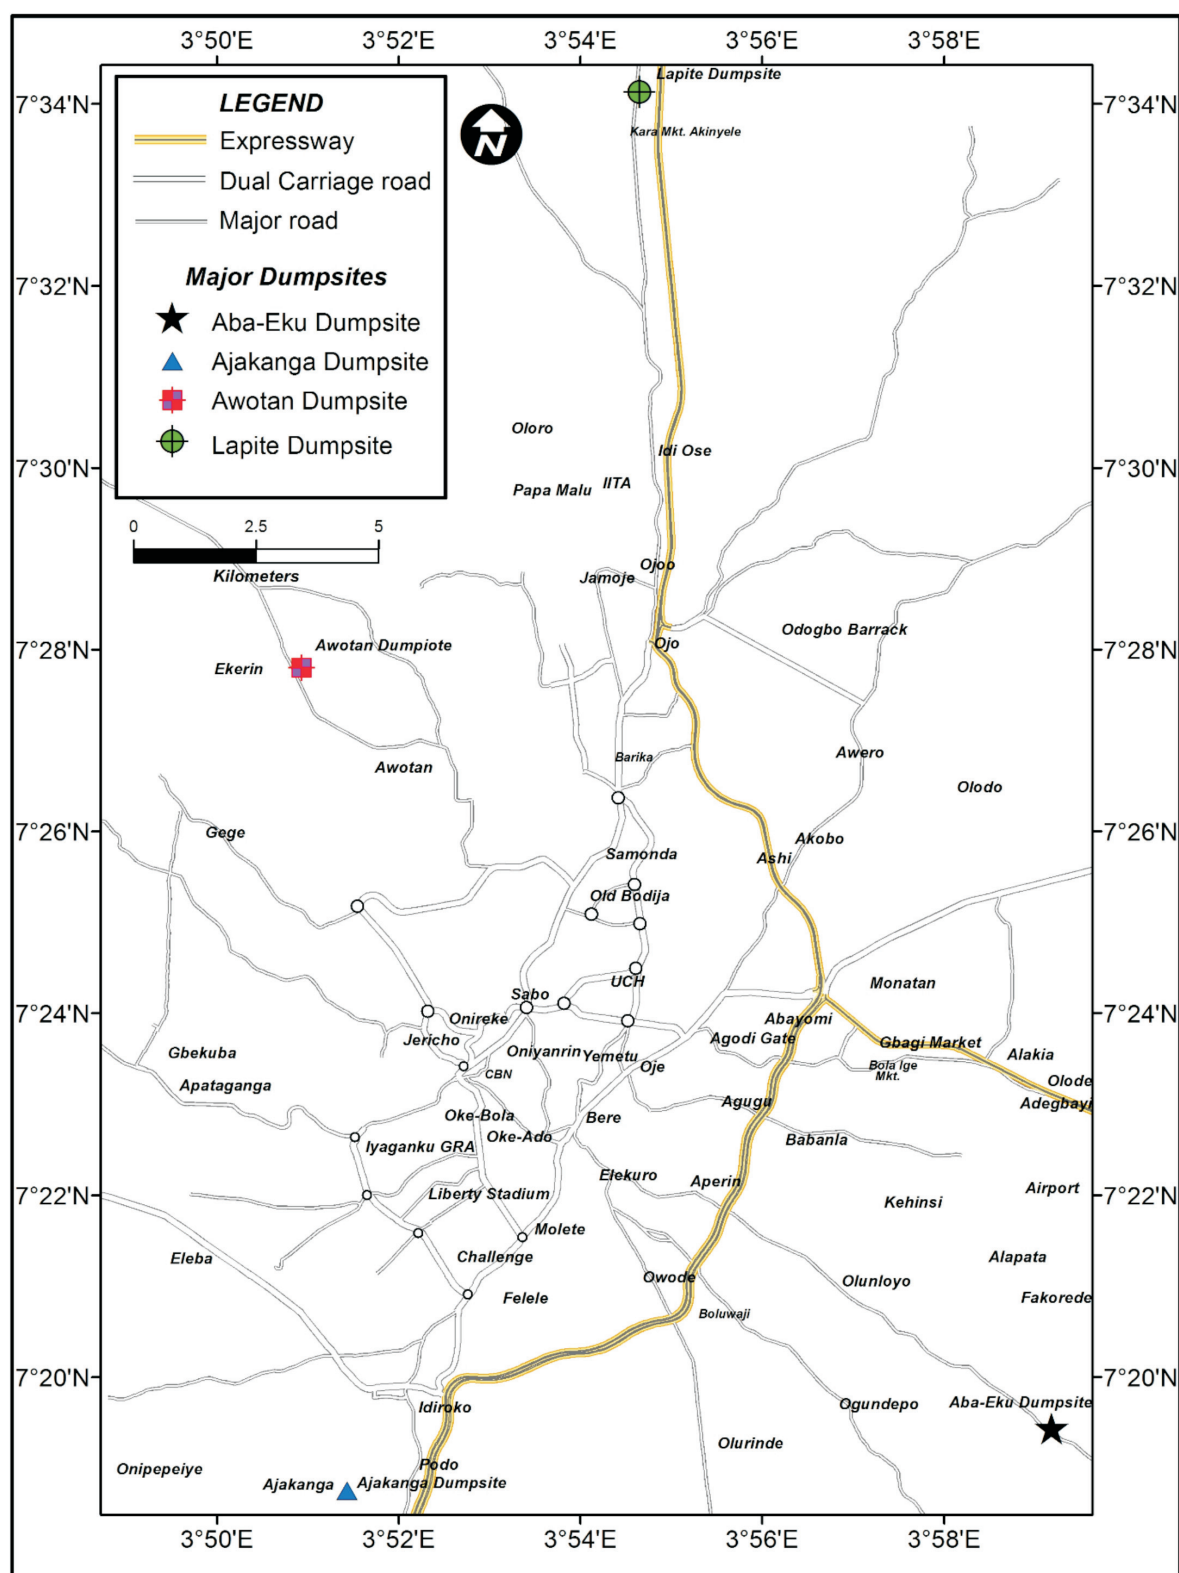 3°50'E 3°52'E 3°54'E 3°56'E 3°58'E
LEGEND
Expressway
Dual Carriage road
Major road
Major Dumpsites
Aba-Eku Dumpsite
Ajakanga Dumpsite
Awotan Dumpsite
Lapite Dumpsite
N
0 2.5 5
Kilometers
Lapite Dumpsite
7°34'N 7°34'N
Kara Mkt. Akinyele
7°32'N 7°32'N
Oloro
Idi Ose
7°30'N 7°30'N
Papa Malu
IITA
Ojoo
Jamoje
Odogbo Barrack
Ojo
Awotan Dumpiote
7°28'N 7°28'N
Ekerin
Barika
Awero
Awotan
Olodo
7°26'N 7°26'N
Gege
Akobo
Samonda
Ashi
Old Bodija
UCH
Monatan
Sabo
7°24'N 7°24'N
Onireke
Abayomi
Jericho
Agodi Gate
Gbagi Market
Gbekuba
Oniyanrin
Yemetu
Alakia
Oje
Bola Ige
Mkt.
CBN
Apataganga
Olode
Agugu
Adegbayi
Oke-Bola
Bere
Oke-Ado
Babanla
Iyaganku GRA
Elekuro
Aperin
Airport
7°22'N 7°22'N
Liberty Stadium
Kehinsi
Molete
Eleba
Challenge
Alapata
Owode
Olunloyo
Felele
Fakorede
Boluwaji
7°20'N 7°20'N
Idiroko
Ogundepo
Aba-Eku Dumpsite
Olurinde
Onipepeiye
Podo
Ajakanga
Ajakanga Dumpsite
3°50'E 3°52'E 3°54'E 3°56'E 3°58'E